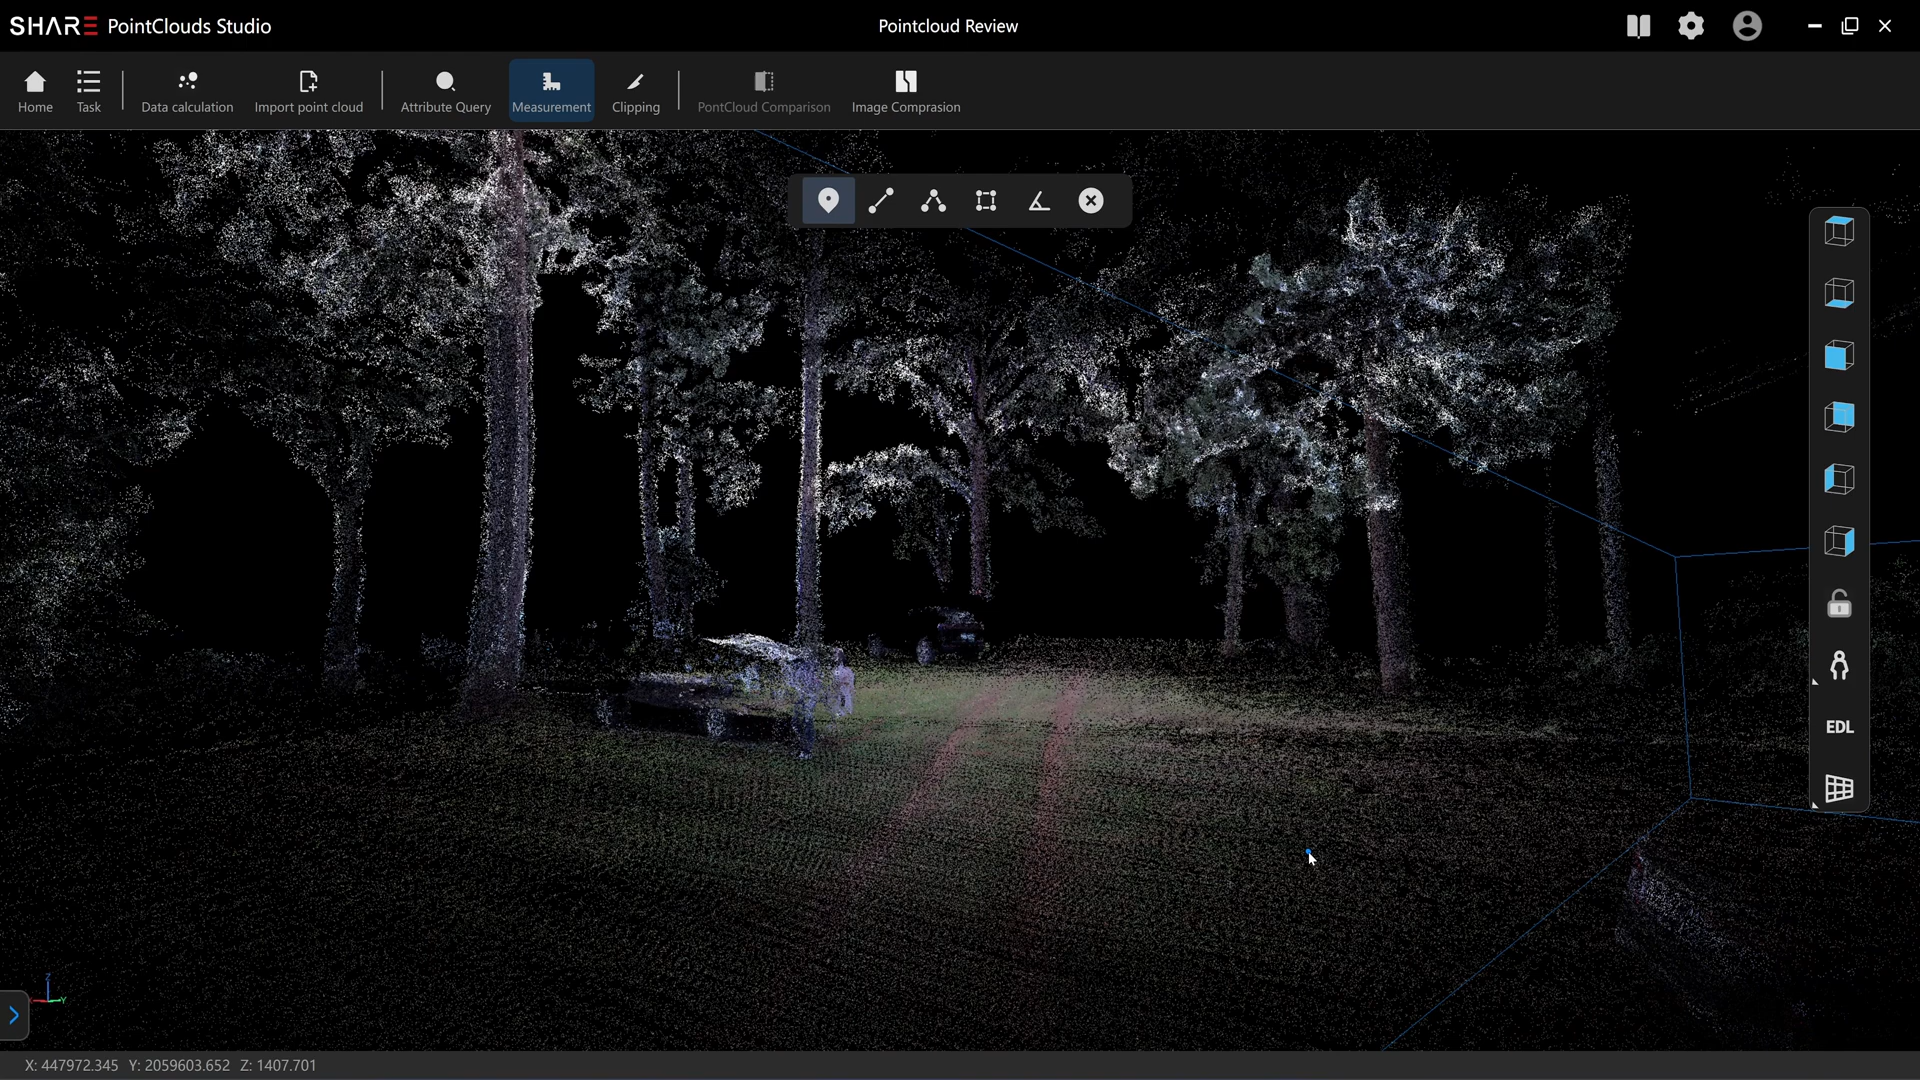 SHARE PointClouds Studio
Pointcloud Review
Home
Task
Data calculation
Import point cloud
Attribute Query
Measurement
Clipping
PontCloud Comparison
Image Comprasion
EDL
Z
Y
X: 447972.345 Y: 2059603.652 Z: 1407.701